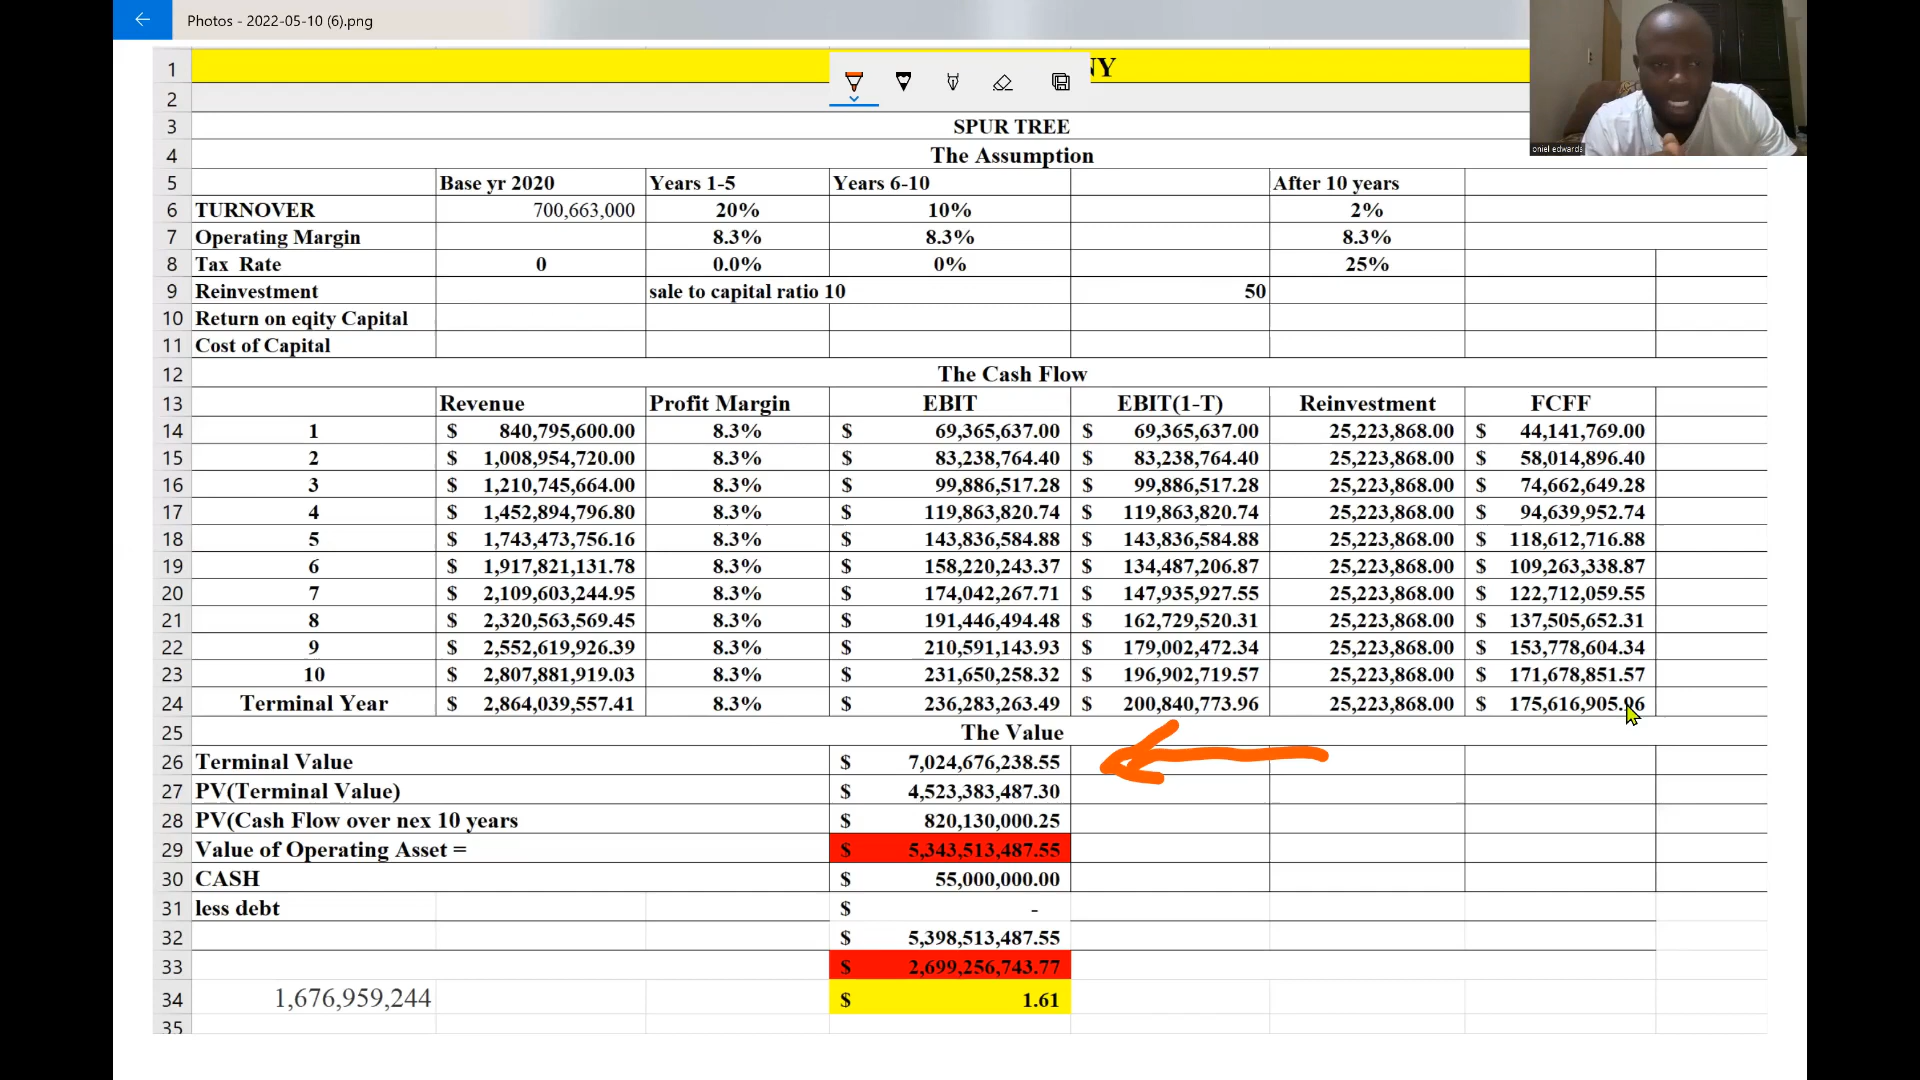 Photos - 2022-05-10 (6).png
1 NY
2
3 SPUR TREE
4 The Assumption
5 Base yr 2020 Years 1-5 Years 6-10 After 10 years
6 TURNOVER 700,663,000 20% 10% 2%
7 Operating Margin 8.3% 8.3% 8.3%
8 Tax Rate 0 0.0% 0% 25%
9 Reinvestment sale to capital ratio 10 50
10 Return on eqity Capital
11 Cost of Capital
12 The Cash Flow
13 Revenue Profit Margin EBIT EBIT(1-T) Reinvestment FCFF
14 1 $ 840,795,600.00 8.3% $ 69,365,637.00 $ 69,365,637.00 25,223,868.00 $ 44,141,769.00
15 2 $ 1,008,954,720.00 8.3% $ 83,238,764.40 $ 83,238,764.40 25,223,868.00 $ 58,014,896.40
16 3 $ 1,210,745,664.00 8.3% $ 99,886,517.28 $ 99,886,517.28 25,223,868.00 $ 74,662,649.28
17 4 $ 1,452,894,796.80 8.3% $ 119,863,820.74 $ 119,863,820.74 25,223,868.00 $ 94,639,952.74
18 5 $ 1,743,473,756.16 8.3% $ 143,836,584.88 $ 143,836,584.88 25,223,868.00 $ 118,612,716.88
19 6 $ 1,917,821,131.78 8.3% $ 158,220,243.37 $ 134,487,206.87 25,223,868.00 $ 109,263,338.87
20 7 $ 2,109,603,244.95 8.3% $ 174,042,267.71 $ 147,935,927.55 25,223,868.00 $ 122,712,059.55
21 8 $ 2,320,563,569.45 8.3% $ 191,446,494.48 $ 162,729,520.31 25,223,868.00 $ 137,505,652.31
22 9 $ 2,552,619,926.39 8.3% $ 210,591,143.93 $ 179,002,472.34 25,223,868.00 $ 153,778,604.34
23 10 $ 2,807,881,919.03 8.3% $ 231,650,258.32 $ 196,902,719.57 25,223,868.00 $ 171,678,851.57
24 Terminal Year $ 2,864,039,557.41 8.3% $ 236,283,263.49 $ 200,840,773.96 25,223,868.00 $ 175,616,905.96
25 The Value
26 Terminal Value $ 7,024,676,238.55
27 PV(Terminal Value) $ 4,523,383,487.30
28 PV(Cash Flow over nex 10 years $ 820,130,000.25
29 Value of Operating Asset = $ 5,343,513,487.55
30 CASH $ 55,000,000.00
31 less debt $ -
32 $ 5,398,513,487.55
33 $ 2,699,256,743.77
34 1,676,959,244 $ 1.61
35
oniel edwards